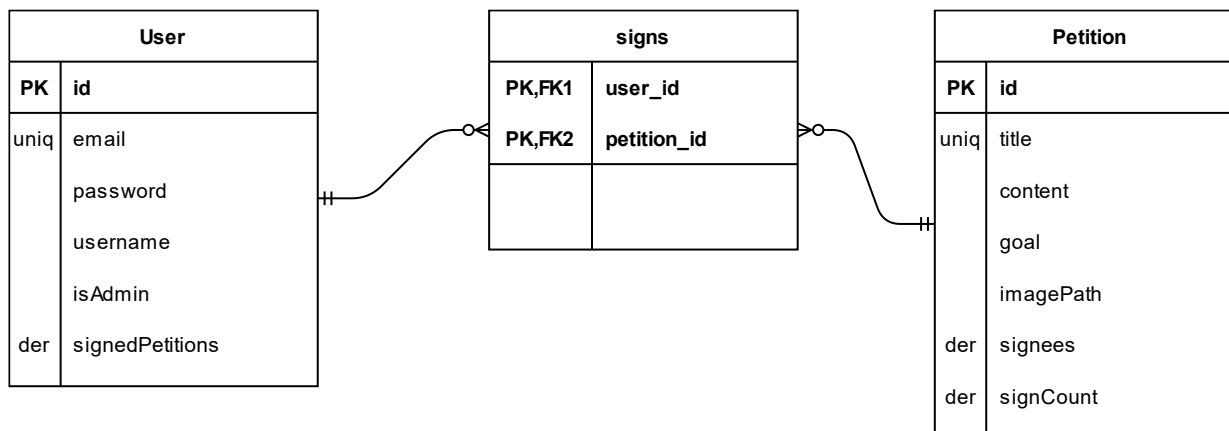 User
PK id
uniq email
password
username
isAdmin
der signedPetitions
signs
PK,FK1 user_id
PK,FK2 petition_id
Petition
PK id
uniq title
content
goal
imagePath
der signees
der signCount